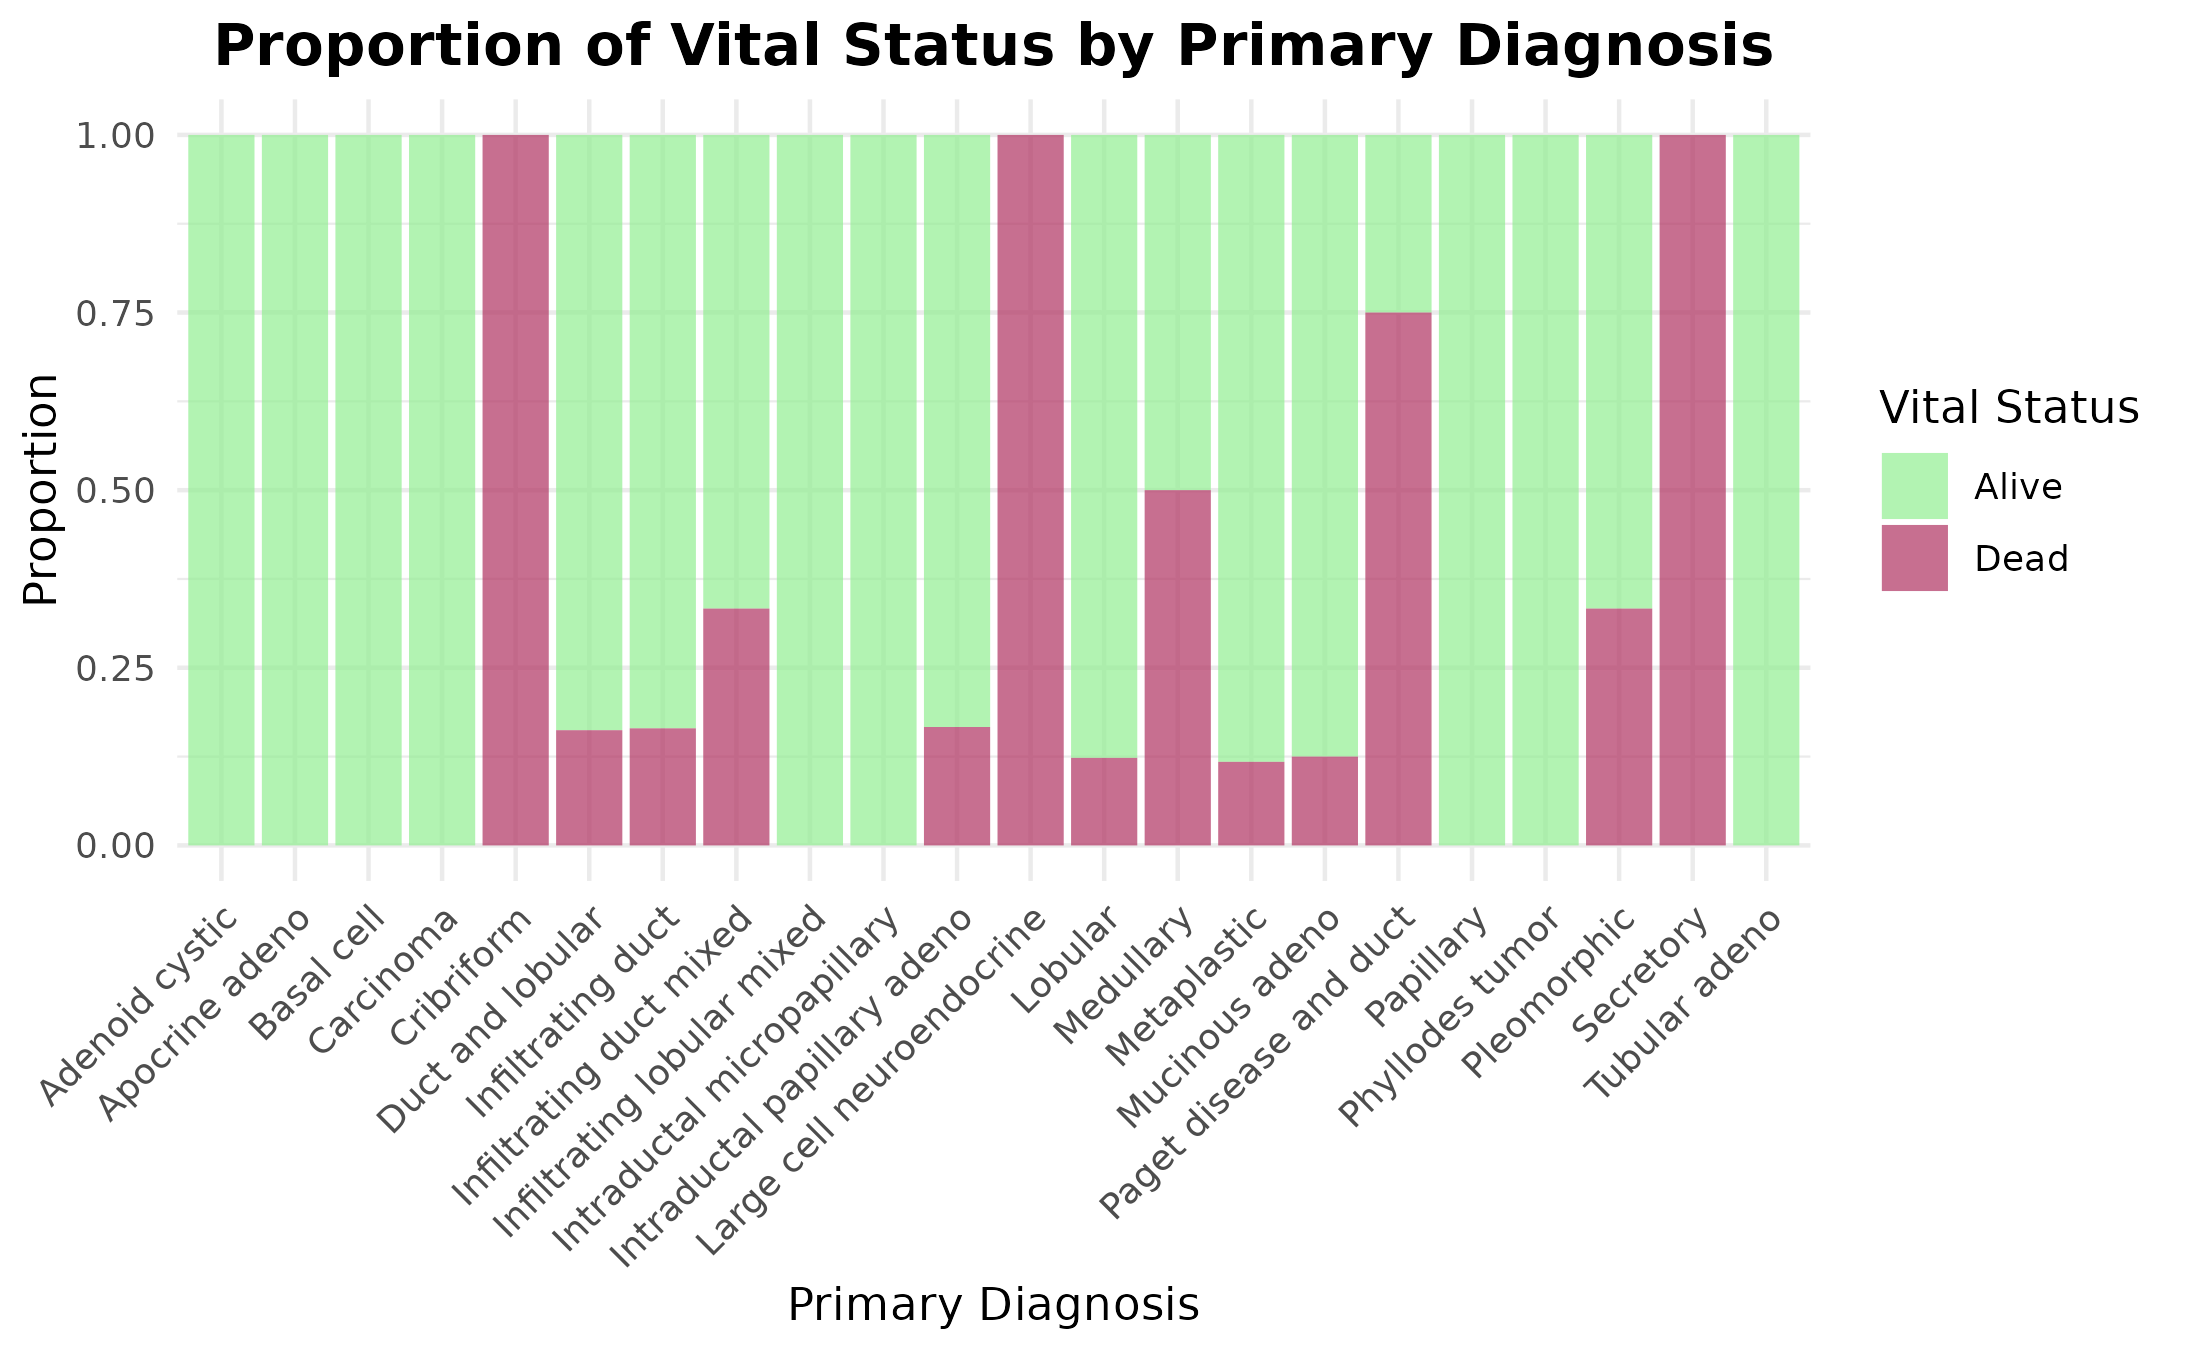 Proportion of Vital Status by Primary Diagnosis
Proportion
1.00
0.75
0.50
0.25
0.00
Adenoid cystic
Apocrine adeno
Basal cell
Carcinoma
Cribriform
Duct and lobular
Infiltrating duct
Infiltrating duct mixed
Infiltrating lobular mixed
Intraductal micropapillary
Intraductal papillary adeno
Large cell neuroendocrine
Lobular
Medullary
Metaplastic
Mucinous adeno
Paget disease and duct
Papillary
Phyllodes tumor
Pleomorphic
Secretory
Tubular adeno
Primary Diagnosis
Vital Status
Alive
Dead